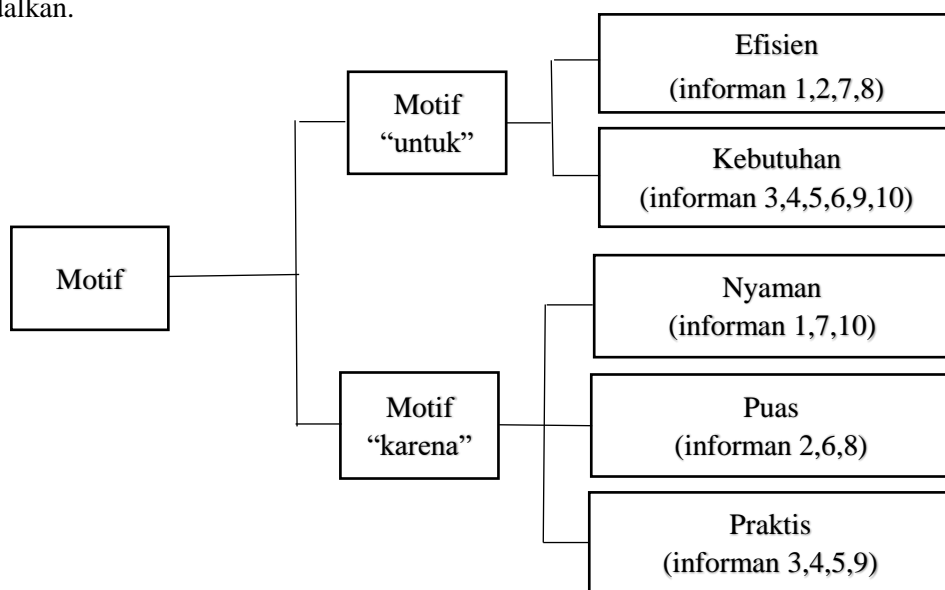 dalkan.
Efisien
(informan 1,2,7,8)
Motif
“untuk”
Kebutuhan
(informan 3,4,5,6,9,10)
Motif
Nyaman
(informan 1,7,10)
Motif
“karena”
Puas
(informan 2,6,8)
Praktis
(informan 3,4,5,9)